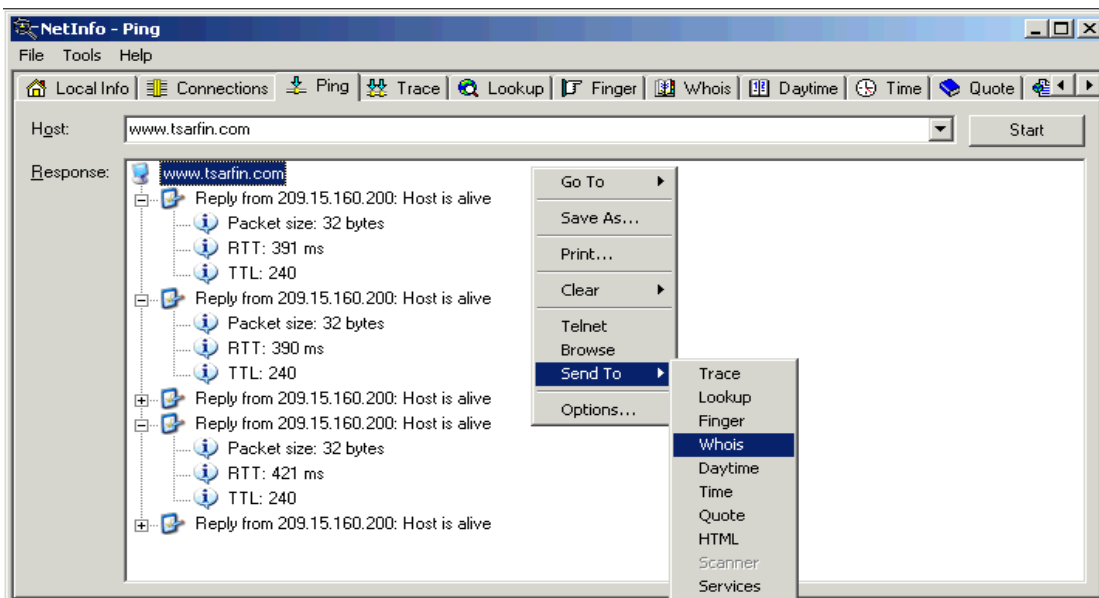 NetInfo - Ping
File Tools Help
Local Info Connections Ping Trace Lookup Finger Whois Daytime Time Quote
Host: www.tsarfin.com Start
Response: www.tsarfin.com
Reply from 209.15.160.200: Host is alive
Packet size: 32 bytes
RTT: 391 ms
TTL: 240
Reply from 209.15.160.200: Host is alive
Packet size: 32 bytes
RTT: 390 ms
TTL: 240
Reply from 209.15.160.200: Host is alive
Reply from 209.15.160.200: Host is alive
Packet size: 32 bytes
RTT: 421 ms
TTL: 240
Reply from 209.15.160.200: Host is alive
Go To
Save As...
Print...
Clear
Telnet
Browse
Send To
Options...
Trace
Lookup
Finger
Whois
Daytime
Time
Quote
HTML
Scanner
Services